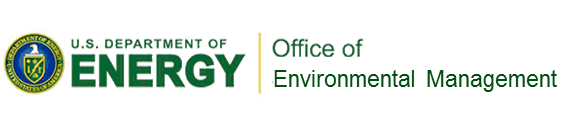 U.S. DEPARTMENT OF
ENERGY
Office of
Environmental Management